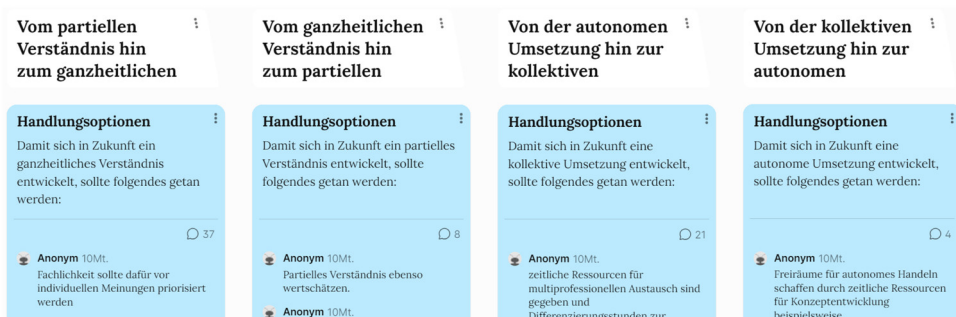 Vom partiellen
Verständnis hin
zum ganzheitlichen
Handlungsoptionen
Damit sich in Zukunft ein
ganzheitliches Verständnis
entwickelt, sollte folgendes getan
werden:
37
Anonym 10Mt.
Fachlichkeit sollte dafür vor
individuellen Meinungen priorisiert
werden
Vom ganzheitlichen
Verständnis hin
zum partiellen
Handlungsoptionen
Damit sich in Zukunft ein partielles
Verständnis entwickelt, sollte
folgendes getan werden:
8
Anonym 10Mt.
Partielles Verständnis ebenso
wertschätzen.
Anonym 10Mt.
Von der autonomen
Umsetzung hin zur
kollektiven
Handlungsoptionen
Damit sich in Zukunft eine
kollektive Umsetzung entwickelt,
sollte folgendes getan werden:
21
Anonym 10Mt.
zeitliche Ressourcen für
multiprofessionellen Austausch sind
gegeben und
Differenzierungsstunden zur
Von der kollektiven
Umsetzung hin zur
autonomen
Handlungsoptionen
Damit sich in Zukunft eine
autonome Umsetzung entwickelt,
sollte folgendes getan werden:
4
Anonym 10Mt.
Freiräume für autonomes Handeln
schaffen durch zeitliche Ressourcen
für Konzeptentwicklung
beispielsweise